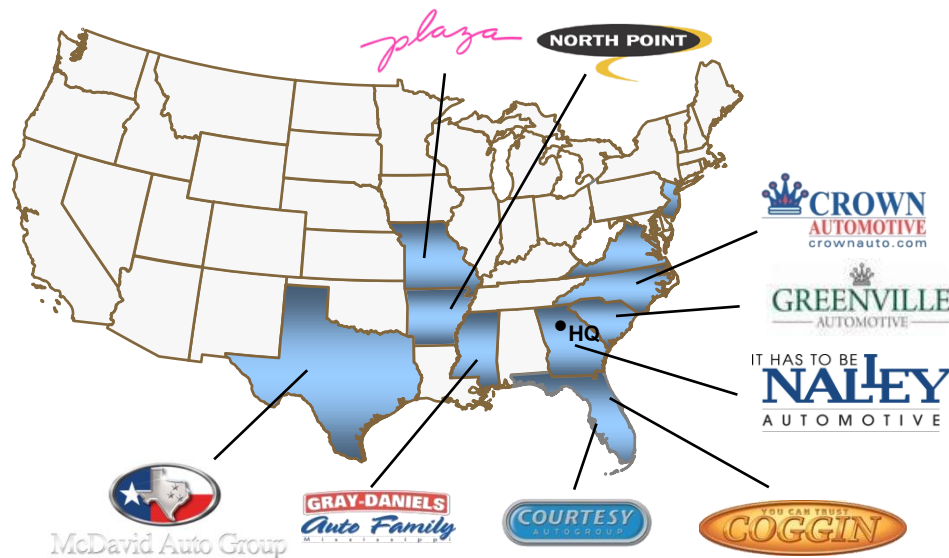 plaza
NORTH POINT
CROWN
AUTOMOTIVE
crownauto.com
GREENVILLE
AUTOMOTIVE
HQ
IT HAS TO BE
NALLEY
AUTOMOTIVE
McDavid Auto Group
GRAY-DANIELS
Auto Family
Mississippi
COURTESY
AUTOGROUP
YOU CAN TRUST
COGGIN